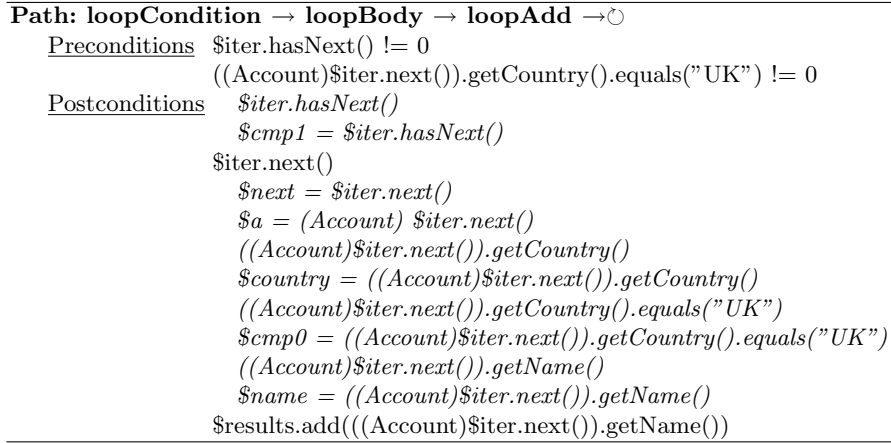 Path: loopCondition → loopBody → loopAdd →↻
Preconditions $iter.hasNext() != 0
((Account)$iter.next()).getCountry().equals(”UK”) != 0
Postconditions $iter.hasNext()
$cmp1 = $iter.hasNext()
$iter.next()
$next = $iter.next()
$a = (Account) $iter.next()
((Account)$iter.next()).getCountry()
$country = ((Account)$iter.next()).getCountry()
((Account)$iter.next()).getCountry().equals(”UK”)
$cmp0 = ((Account)$iter.next()).getCountry().equals(”UK”)
((Account)$iter.next()).getName()
$name = ((Account)$iter.next()).getName()
$results.add(((Account)$iter.next()).getName())